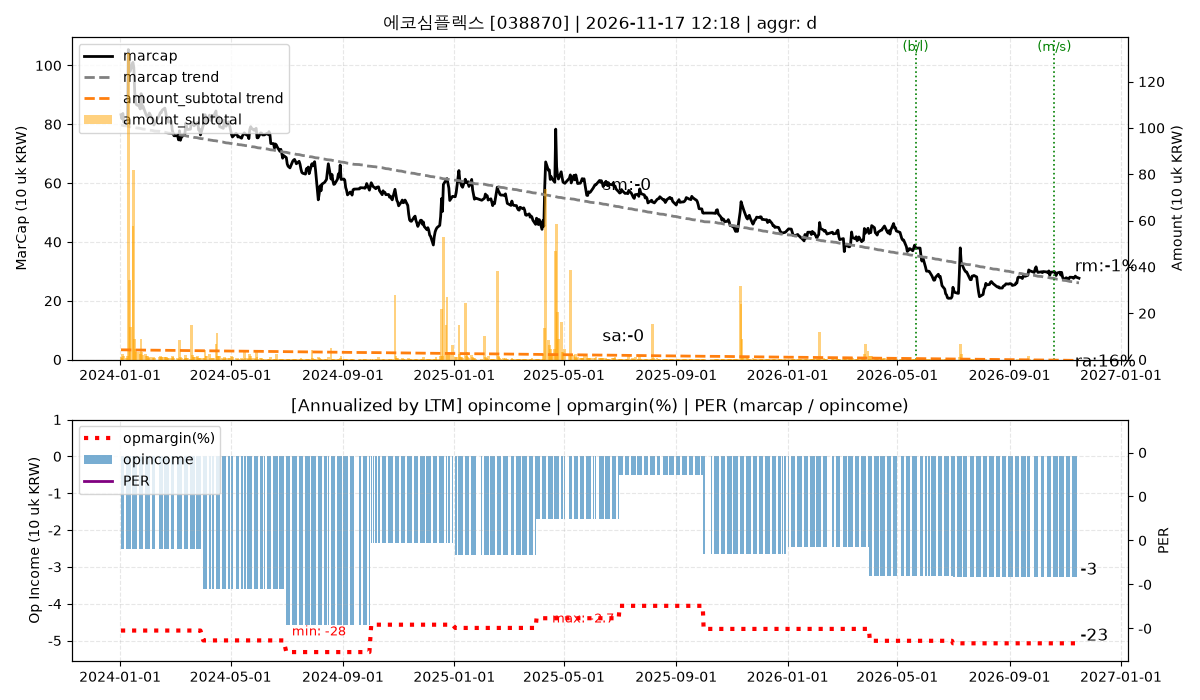 에코심플렉스 [038870] | 2026-11-17 12:18 | aggr: d
(b/l)
(m/s)
marcap
marcap trend
amount_subtotal trend
amount_subtotal
MarCap (10 uk KRW)
100
80
60
40
20
0
Amount (10 uk KRW)
120
100
80
60
40
20
0
sm:-0
rm:-1%
sa:-0
ra:16%
2024-01-01
2024-05-01
2024-09-01
2025-01-01
2025-05-01
2025-09-01
2026-01-01
2026-05-01
2026-09-01
2027-01-01
[Annualized by LTM] opincome | opmargin(%) | PER (marcap / opincome)
opmargin(%)
opincome
PER
Op Income (10 uk KRW)
1
0
-1
-2
-3
-4
-5
PER
0
0
0
-0
-0
-3
min: -28
max: -2.7
-23
2024-01-01
2024-05-01
2024-09-01
2025-01-01
2025-05-01
2025-09-01
2026-01-01
2026-05-01
2026-09-01
2027-01-01